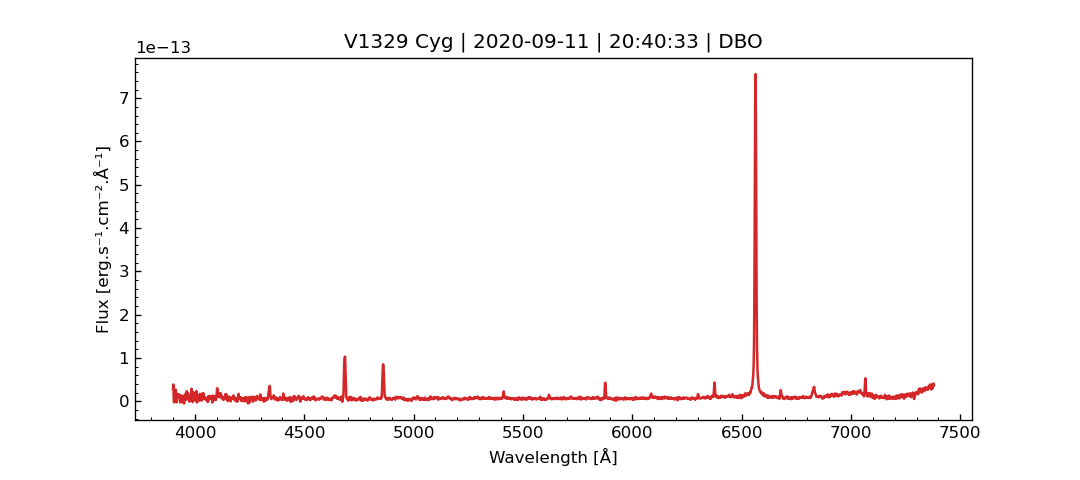 V1329 Cyg | 2020-09-11 | 20:40:33 | DBO
1e−13
7
6
5
4
3
2
1
0
Flux [erg.s⁻¹.cm⁻².Å⁻¹]
4000 4500 5000 5500 6000 6500 7000 7500
Wavelength [Å]